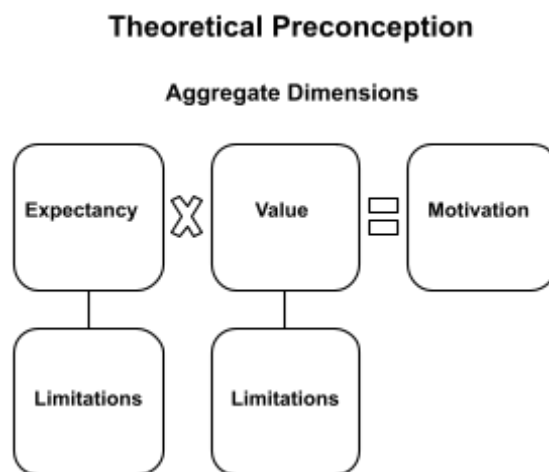 Theoretical Preconception
Aggregate Dimensions
Expectancy
Value
Motivation
Limitations
Limitations